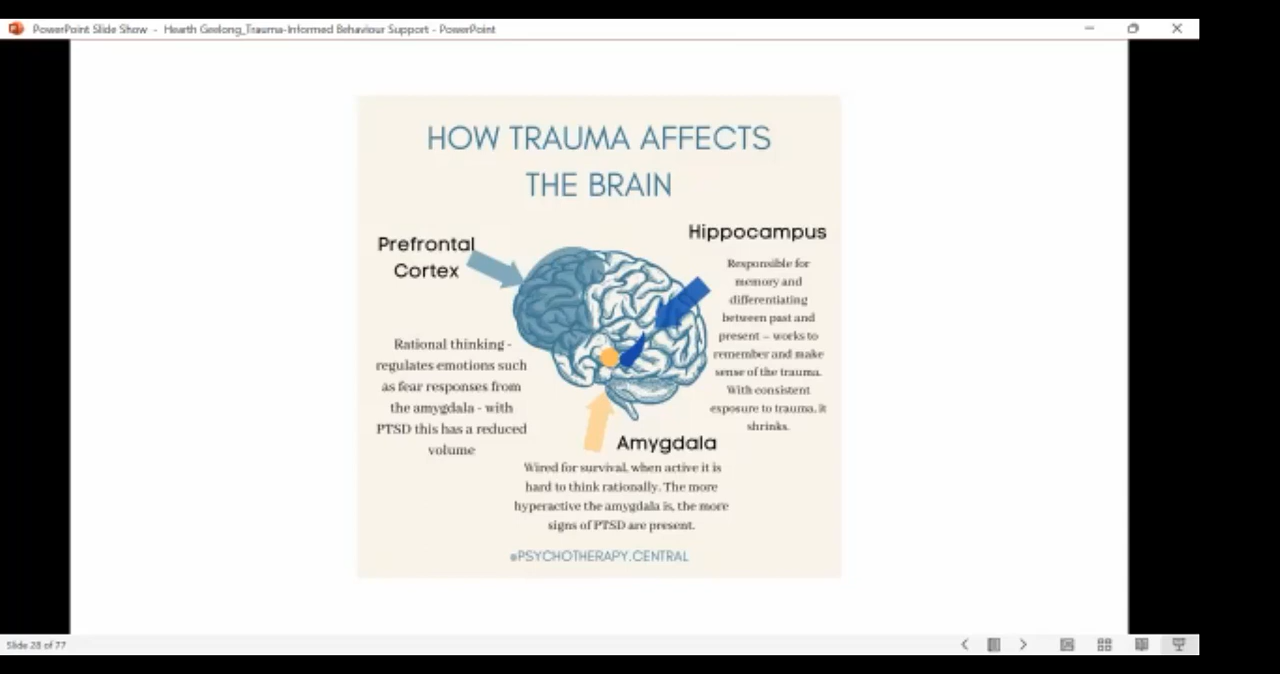 PowerPoint Slide Show - Hearth Geelong_Trauma-Informed Behaviour Support - PowerPoint
HOW TRAUMA AFFECTS
THE BRAIN
Prefrontal
Cortex
Rational thinking -
regulates emotions such
as fear responses from
the amygdala - with
PTSD this has a reduced
volume
Hippocampus
Responsible for
memory and
differentiating
between past and
present – works to
remember and make
sense of the trauma.
With consistent
exposure to trauma, it
shrinks.
Amygdala
Wired for survival, when active it is
hard to think rationally. The more
hyperactive the amygdala is, the more
signs of PTSD are present.
@PSYCHOTHERAPY.CENTRAL
Slide 28 of 77